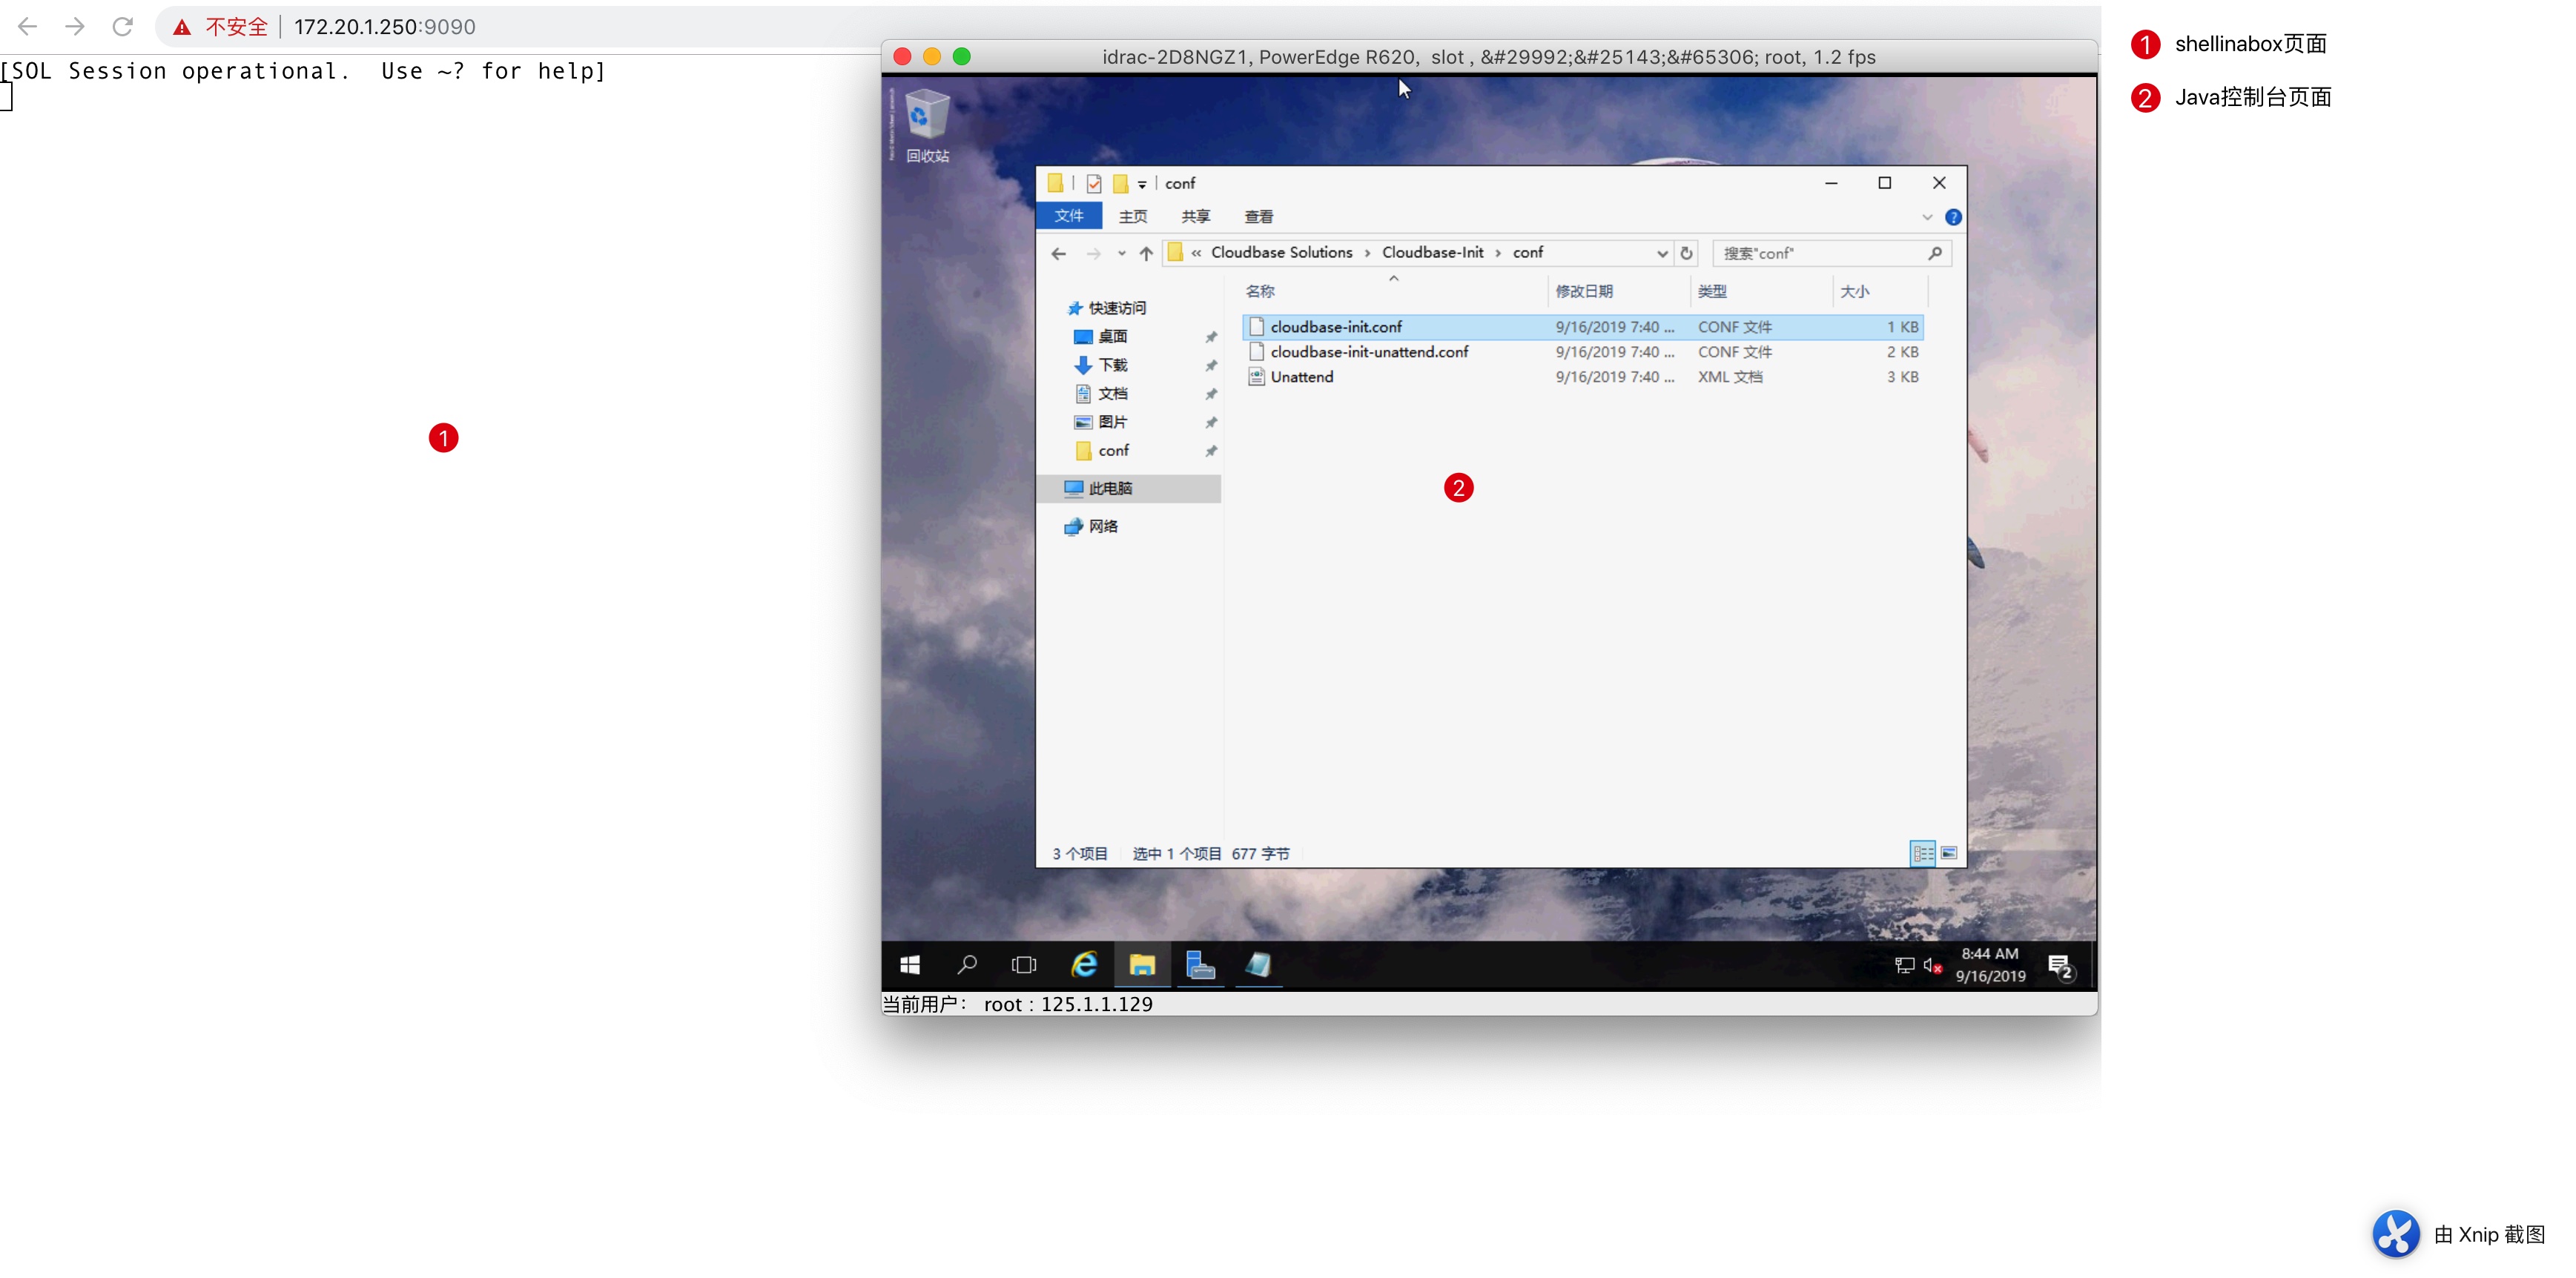 不安全 | 172.20.1.250:9090
[SOL Session operational.  Use ~? for help]
1
idrac-2D8NGZ1, PowerEdge R620,  slot , &#29992;&#25143;&#65306; root, 1.2 fps
回收站
conf
文件 主页 共享 查看
« Cloudbase Solutions › Cloudbase-Init › conf
搜索"conf"
名称 修改日期 类型 大小
cloudbase-init.conf 9/16/2019 7:40 ... CONF 文件 1 KB
cloudbase-init-unattend.conf 9/16/2019 7:40 ... CONF 文件 2 KB
Unattend 9/16/2019 7:40 ... XML 文档 3 KB
快速访问
桌面
下载
文档
图片
conf
此电脑
网络
2
3 个项目 选中 1 个项目 677 字节
8:44 AM
9/16/2019
2
当前用户： root : 125.1.1.129
1 shellinabox页面
2 Java控制台页面
由 Xnip 截图